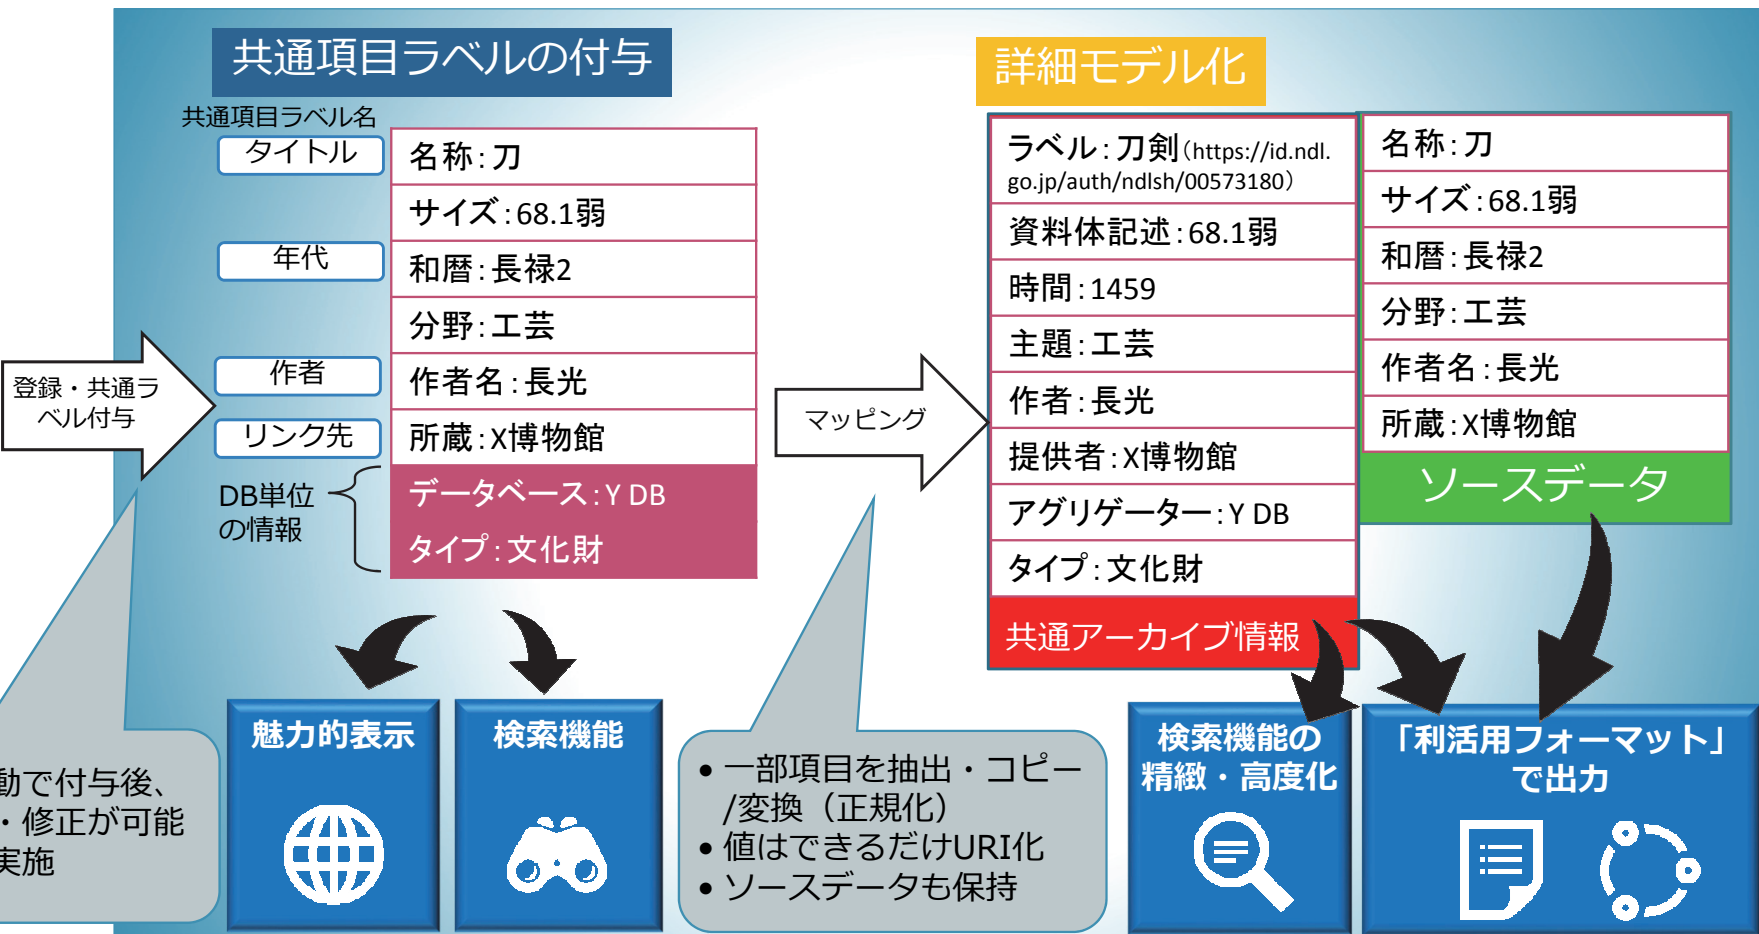 共通項目ラベルの付与
共通項目ラベル名
タイトル
年代
作者
リンク先
DB単位
の情報
名称：刀
サイズ：68.1弱
和暦：長禄2
分野：工芸
作者名：長光
所蔵：X博物館
データベース：Y DB
タイプ：文化財
登録・共通ラ
ベル付与
動で付与後、
・修正が可能
実施
魅力的表示
検索機能
マッピング
• 一部項目を抽出・コピー
/変換（正規化）
• 値はできるだけURI化
• ソースデータも保持
詳細モデル化
ラベル：刀剣（https://id.ndl.
go.jp/auth/ndlsh/00573180）
資料体記述：68.1弱
時間：1459
主題：工芸
作者：長光
提供者：X博物館
アグリゲーター：Y DB
タイプ：文化財
共通アーカイブ情報
名称：刀
サイズ：68.1弱
和暦：長禄2
分野：工芸
作者名：長光
所蔵：X博物館
ソースデータ
検索機能の
精緻・高度化
「利活用フォーマット」
で出力